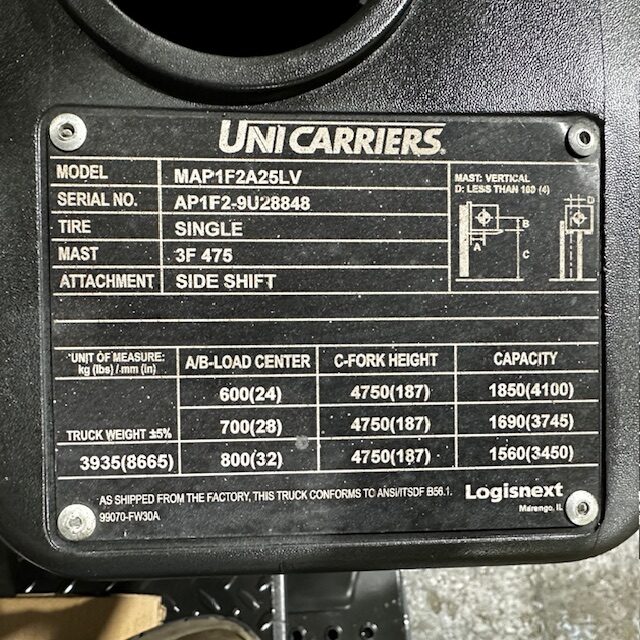 UNICARRIERS
MODEL MAP1F2A25LV
SERIAL NO. AP1F2-9U28848
TIRE SINGLE
MAST 3F 475
ATTACHMENT SIDE SHIFT
MAST: VERTICAL
D: LESS THAN 100 (4)
D
B
A
C
*UNIT OF MEASURE:
kg (lbs) / mm (in)
A/B-LOAD CENTER C-FORK HEIGHT CAPACITY
600(24) 4750(187) 1850(4100)
700(28) 4750(187) 1690(3745)
TRUCK WEIGHT ±5%
3935(8665) 800(32) 4750(187) 1560(3450)
AS SHIPPED FROM THE FACTORY, THIS TRUCK CONFORMS TO ANSI/ITSDF B56.1.
99070-FW30A
Logisnext
Marengo, IL